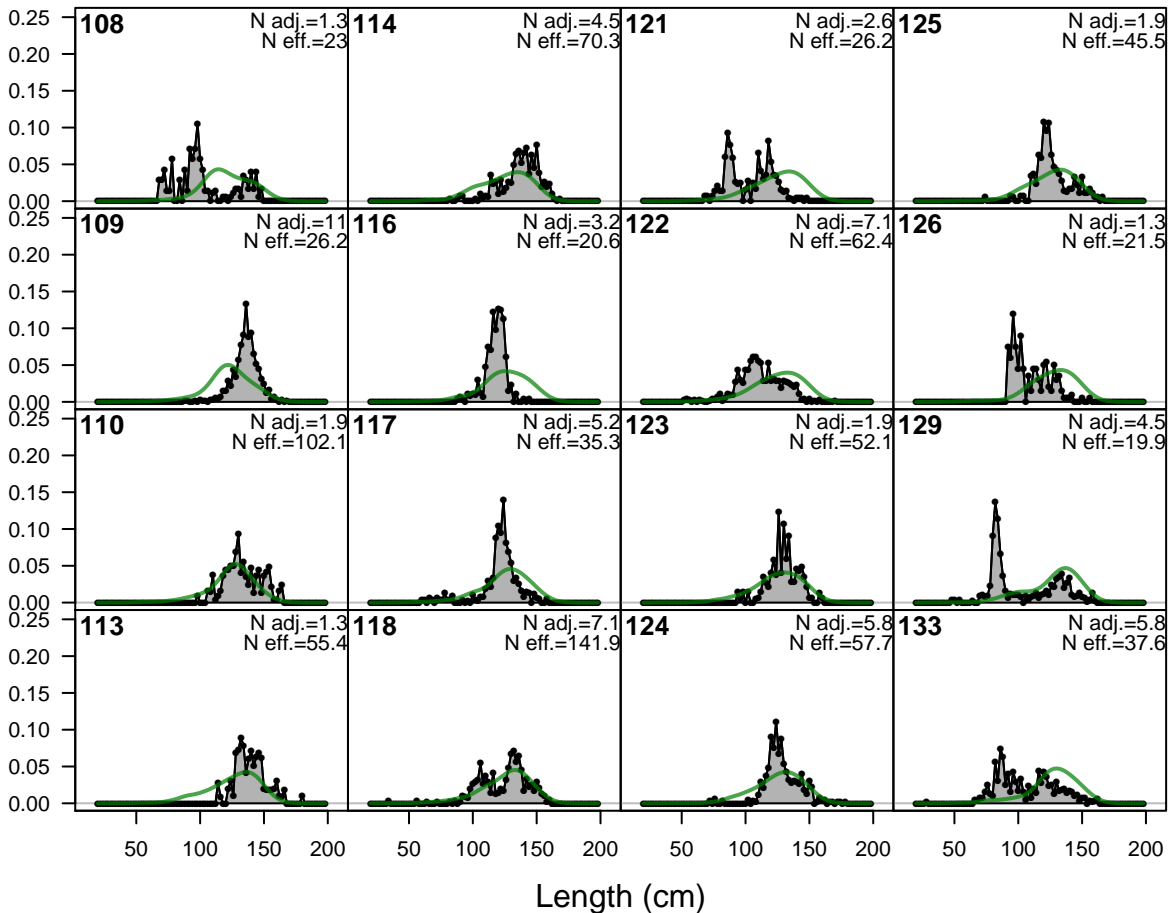 0.25
0.20
0.15
0.10
0.05
0.00
108
N adj.=1.3
N eff.=23
114
N adj.=4.5
N eff.=70.3
121
N adj.=2.6
N eff.=26.2
125
N adj.=1.9
N eff.=45.5
0.25
0.20
0.15
0.10
0.05
0.00
109
N adj.=11
N eff.=26.2
116
N adj.=3.2
N eff.=20.6
122
N adj.=7.1
N eff.=62.4
126
N adj.=1.3
N eff.=21.5
0.25
0.20
0.15
0.10
0.05
0.00
110
N adj.=1.9
N eff.=102.1
117
N adj.=5.2
N eff.=35.3
123
N adj.=1.9
N eff.=52.1
129
N adj.=4.5
N eff.=19.9
0.25
0.20
0.15
0.10
0.05
0.00
113
N adj.=1.3
N eff.=55.4
118
N adj.=7.1
N eff.=141.9
124
N adj.=5.8
N eff.=57.7
133
N adj.=5.8
N eff.=37.6
50 100 150 200 50 100 150 200 50 100 150 200 50 100 150 200
Length (cm)